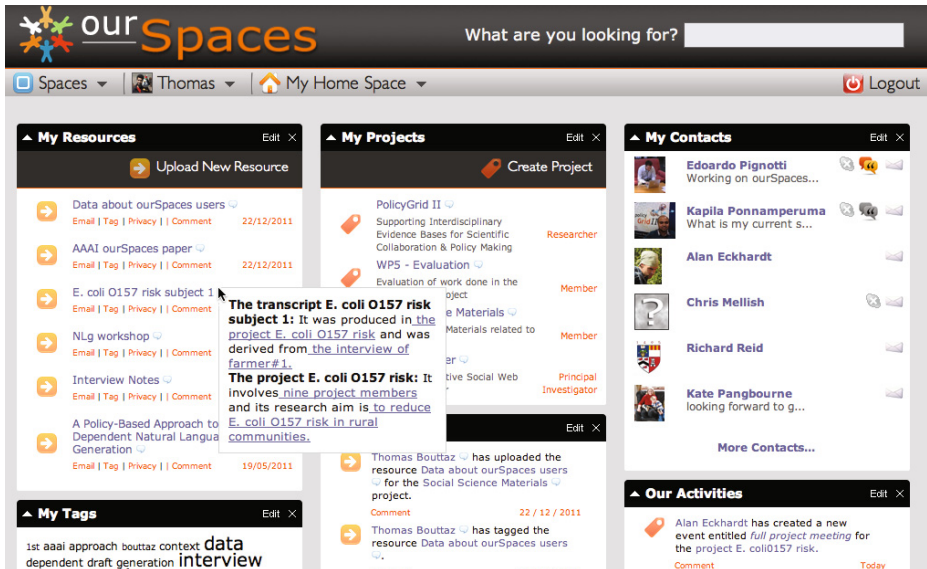 our Spaces
What are you looking for?
Spaces
Thomas
My Home Space
Logout
My Resources Edit
Upload New Resource
Data about ourSpaces users
Email | Tag | Privacy | | Comment 22/12/2011
AAAI ourSpaces paper
Email | Tag | Privacy | | Comment 22/12/2011
E. coli O157 risk subject 1
Email | Tag | Privacy | | Comment
NLg workshop
Email | Tag | Privacy | | Comment
Interview Notes
Email | Tag | Privacy | | Comment
A Policy-Based Approach to
Dependent Natural Langua
Generation
Email | Tag | Privacy | | Comment 19/05/2011
The transcript E. coli O157 risk
subject 1: It was produced in the
project E. coli O157 risk and was
derived from the interview of
farmer#1.
The project E. coli O157 risk: It
involves nine project members
and its research aim is to reduce
E. coli O157 risk in rural
communities.
My Tags Edit
1st aaai approach bouttaz context data
dependent draft generation interview
My Projects Edit
Create Project
PolicyGrid II
Supporting Interdisciplinary
Evidence Bases for Scientific Researcher
Collaboration & Policy Making
WP5 - Evaluation
Evaluation of work done in the
oject Member
e Materials
Materials related to
Member
er
tive Social Web Principal
Investigator
Edit
Thomas Bouttaz has uploaded the
resource Data about ourSpaces users
for the Social Science Materials
project.
Comment 22 / 12 / 2011
Thomas Bouttaz has tagged the
resource Data about ourSpaces users
.
My Contacts Edit
Edoardo Pignotti
Working on ourSpaces...
Kapila Ponnamperuma
What is my current s...
Alan Eckhardt
Chris Mellish
Richard Reid
Kate Pangbourne
looking forward to g...
More Contacts...
Our Activities Edit
Alan Eckhardt has created a new
event entitled full project meeting for
the project E. coli0157 risk.
Comment Today